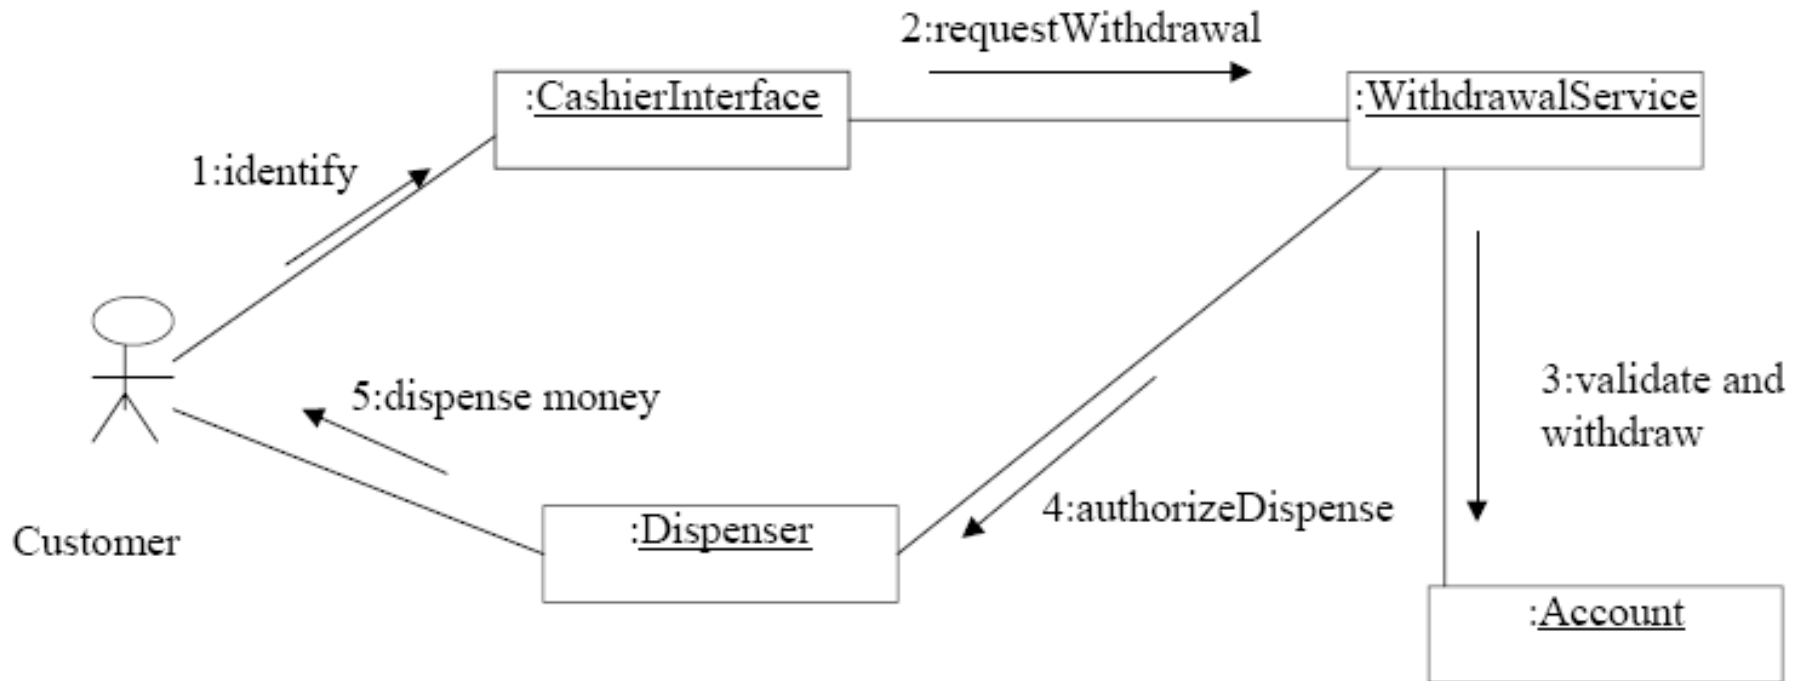 2:requestWithdrawal
:CashierInterface
:WithdrawalService
1:identify
5:dispense money
3:validate and
withdraw
4:authorizeDispense
:Dispenser
Customer
:Account